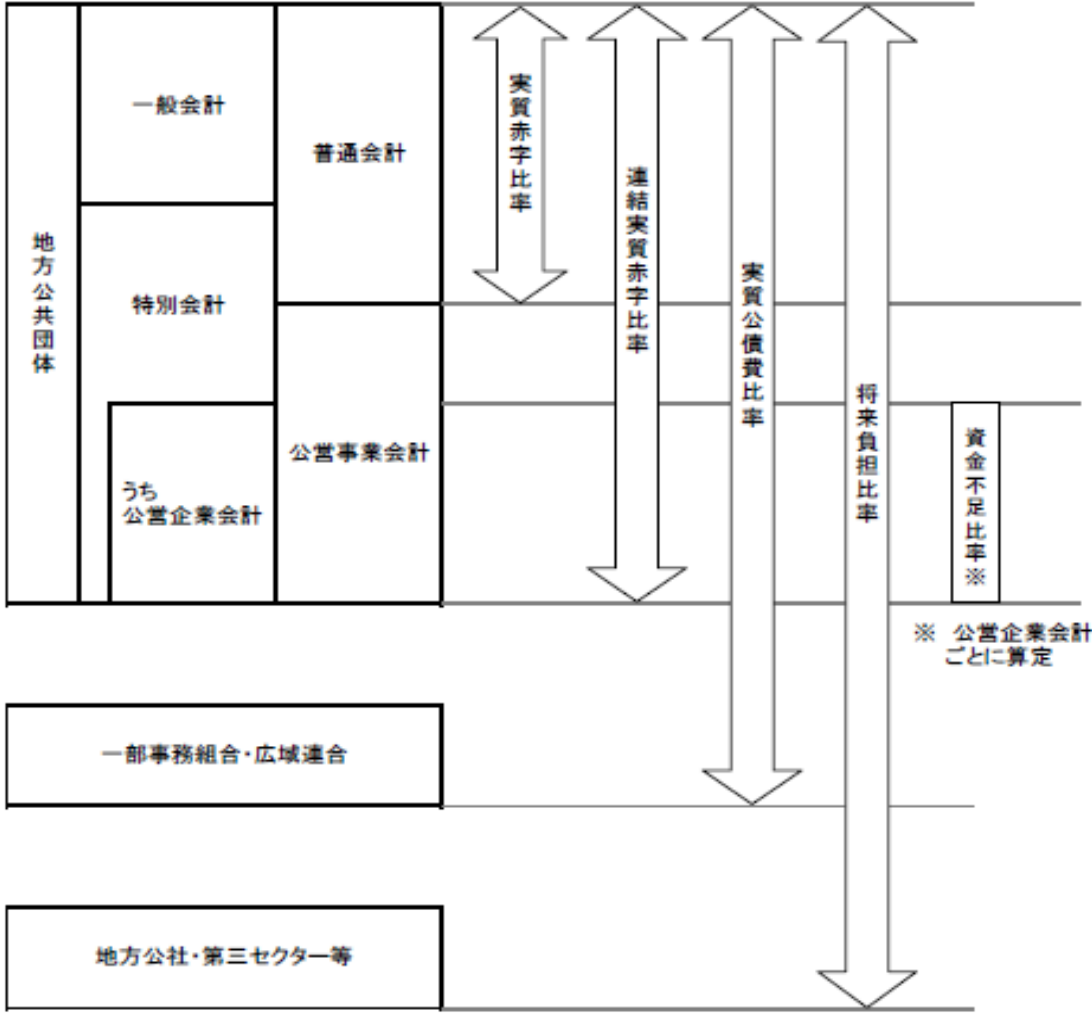 地方公共団体
一般会計
特別会計
うち
公営企業会計
普通会計
公営事業会計
実質赤字比率
連結実質赤字比率
実質公債費比率
将来負担比率
資金不足比率※
※ 公営企業会計
ごとに算定
一部事務組合・広域連合
地方公社・第三セクター等